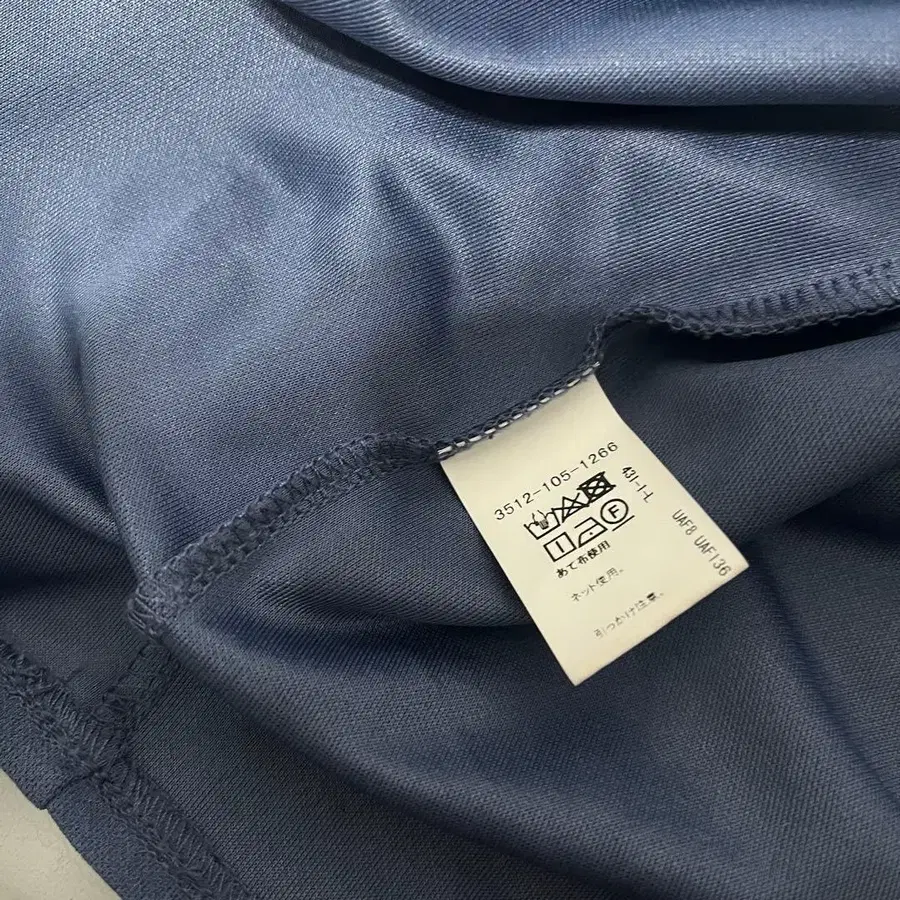 3512-105-1266
431-1-L
F
あて布使用
ネット使用。
引っかけ注意。
UAF8 UAF136